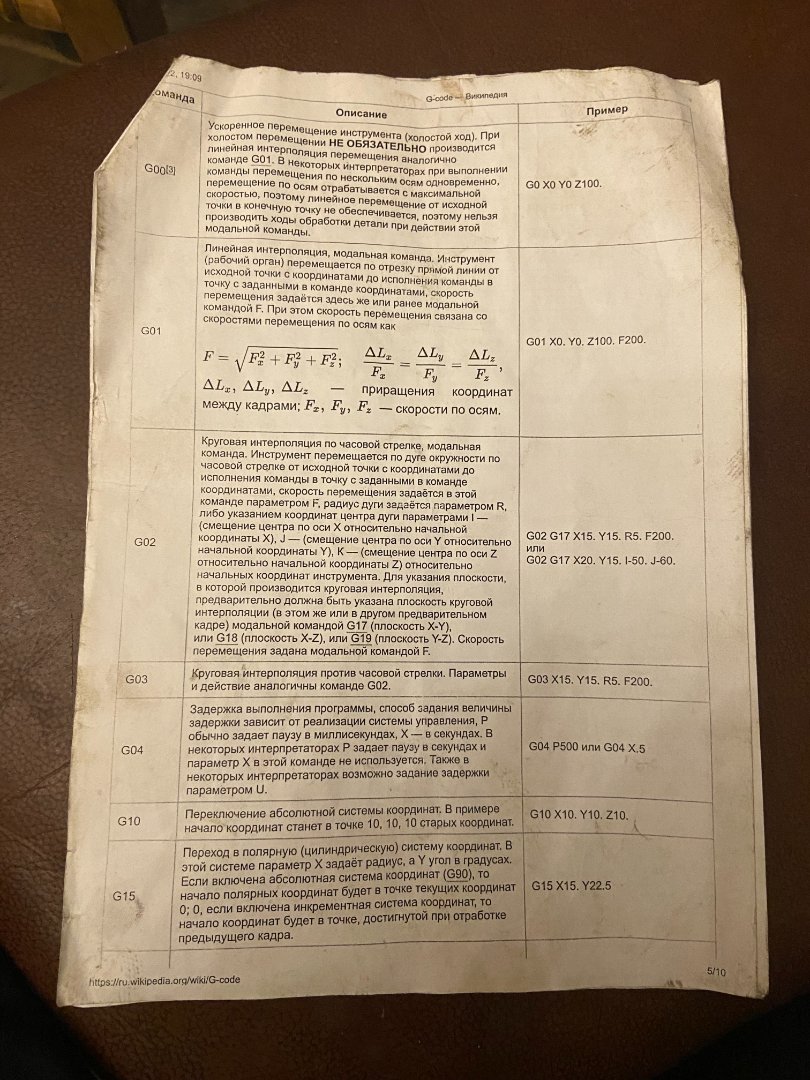 22, 19:09
G-code — Википедия
оманда
Описание
Пример
G00[3]
Ускоренное перемещение инструмента (холостой ход). При
холостом перемещении НЕ ОБЯЗАТЕЛЬНО производится
линейная интерполяция перемещения аналогично
команде G01. В некоторых интерпретаторах при выполнении
команды перемещения по нескольким осям одновременно,
перемещение по осям отрабатывается с максимальной
скоростью, поэтому линейное перемещение от исходной
точки в конечную точку не обеспечивается, поэтому нельзя
производить ходы обработки детали при действии этой
модальной команды.
G0 X0 Y0 Z100.
G01
Линейная интерполяция, модальная команда. Инструмент
(рабочий орган) перемещается по отрезку прямой линии от
исходной точки с координатами до исполнения команды в
точку с заданными в команде координатами, скорость
перемещения задаётся здесь же или ранее модальной
командой F. При этом скорость перемещения связана со
скоростями перемещения по осям как
F = √(F_x^2 + F_y^2 + F_z^2); ΔL_x/F_x = ΔL_y/F_y = ΔL_z/F_z,
ΔL_x, ΔL_y, ΔL_z — приращения координат
между кадрами; F_x, F_y, F_z — скорости по осям.
G01 X0. Y0. Z100. F200.
G02
Круговая интерполяция по часовой стрелке, модальная
команда. Инструмент перемещается по дуге окружности по
часовой стрелке от исходной точки с координатами до
исполнения команды в точку с заданными в команде
координатами, скорость перемещения задаётся в этой
команде параметром F, радиус дуги задаётся параметром R,
либо указанием координат центра дуги параметрами I —
(смещение центра по оси X относительно начальной
координаты X), J — (смещение центра по оси Y относительно
начальной координаты Y), K — (смещение центра по оси Z
относительно начальной координаты Z) относительно
начальных координат инструмента. Для указания плоскости,
в которой производится круговая интерполяция,
предварительно должна быть указана плоскость круговой
интерполяции (в этом же или в другом предварительном
кадре) модальной командой G17 (плоскость X-Y),
или G18 (плоскость X-Z), или G19 (плоскость Y-Z). Скорость
перемещения задана модальной командой F.
G02 G17 X15. Y15. R5. F200.
или
G02 G17 X20. Y15. I-50. J-60.
G03
Круговая интерполяция против часовой стрелки. Параметры
и действие аналогичны команде G02.
G03 X15. Y15. R5. F200.
G04
Задержка выполнения программы, способ задания величины
задержки зависит от реализации системы управления, P
обычно задает паузу в миллисекундах, X — в секундах. В
некоторых интерпретаторах P задает паузу в секундах и
параметр X в этой команде не используется. Также в
некоторых интерпретаторах возможно задание задержки
параметром U.
G04 P500 или G04 X.5
G10
Переключение абсолютной системы координат. В примере
начало координат станет в точке 10, 10, 10 старых координат.
G10 X10. Y10. Z10.
G15
Переход в полярную (цилиндрическую) систему координат. В
этой системе параметр X задаёт радиус, а Y угол в градусах.
Если включена абсолютная система координат (G90), то
начало полярных координат будет в точке текущих координат
0; 0, если включена инкрементная система координат, то
начало координат будет в точке, достигнутой при отработке
предыдущего кадра.
G15 X15. Y22.5
https://ru.wikipedia.org/wiki/G-code
5/10